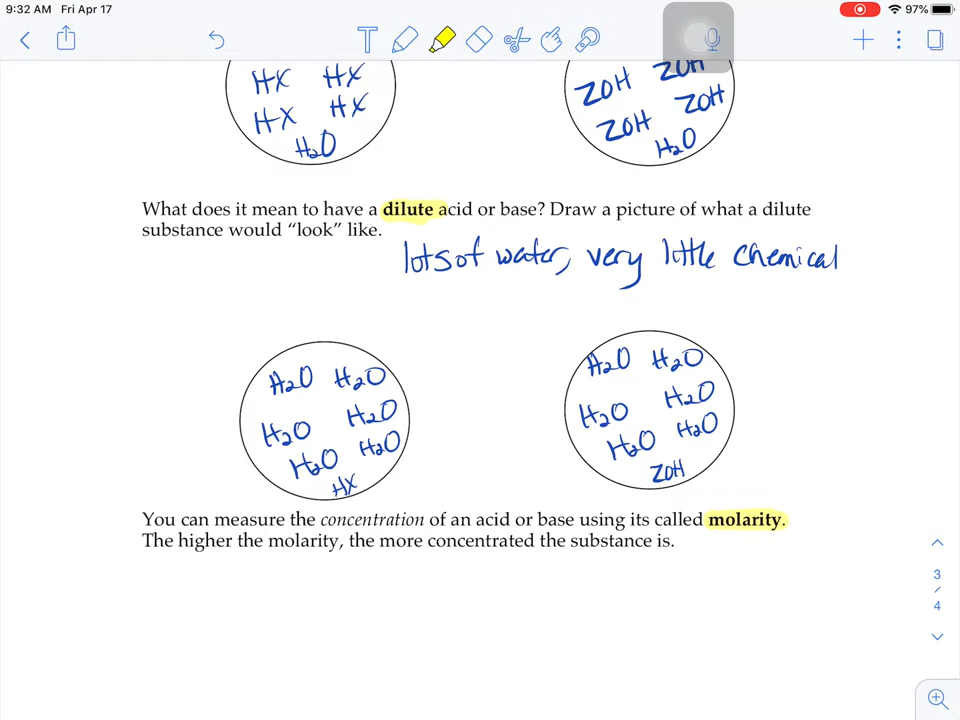 9:32 AM Fri Apr 17
97%
T
HX HX
HX HX
H₂O
ZOH ZOH
ZOH ZOH
H₂O
What does it mean to have a dilute acid or base? Draw a picture of what a dilute
substance would “look” like.
lots of water, very little chemical
H₂O H₂O
H₂O H₂O
H₂O H₂O
HX
H₂O H₂O
H₂O H₂O
H₂O H₂O
ZOH
You can measure the concentration of an acid or base using its called molarity.
The higher the molarity, the more concentrated the substance is.
3
/
4